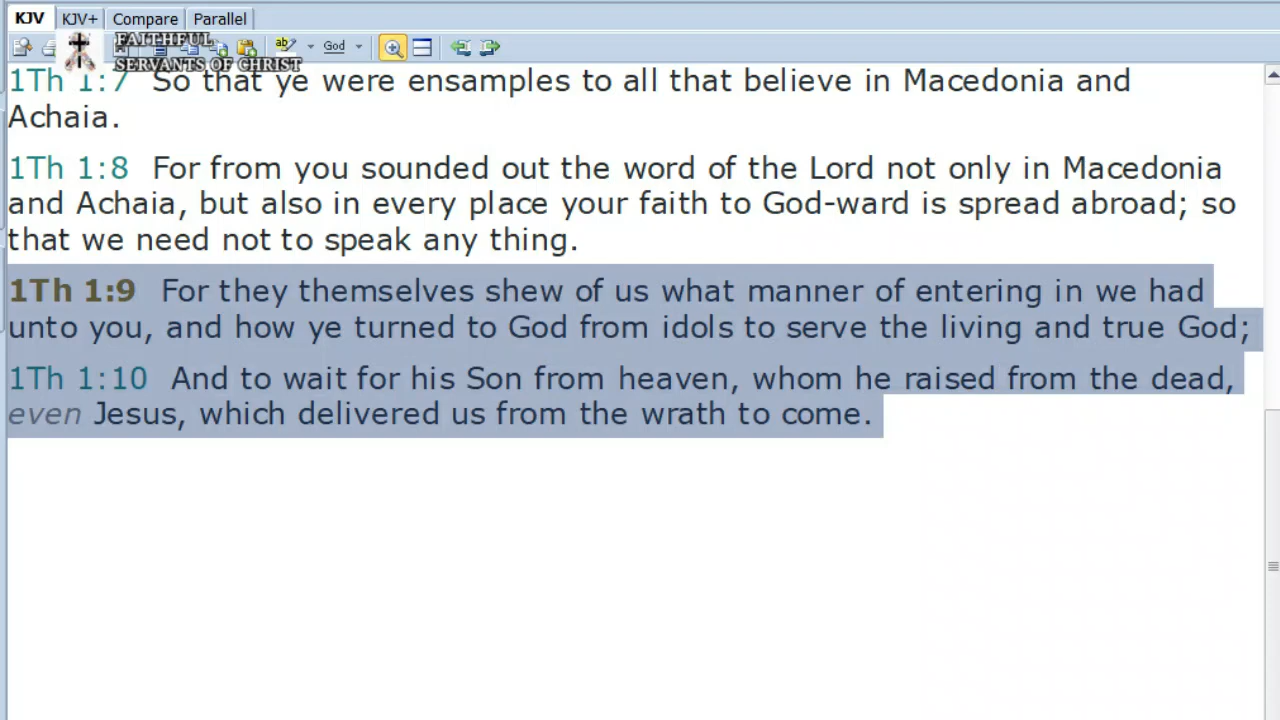 KJV KJV+ Compare Parallel
FAITHFUL
SERVANTS OF CHRIST
God
1Th 1:7 So that ye were ensamples to all that believe in Macedonia and
Achaia.
1Th 1:8 For from you sounded out the word of the Lord not only in Macedonia
and Achaia, but also in every place your faith to God-ward is spread abroad; so
that we need not to speak any thing.
1Th 1:9 For they themselves shew of us what manner of entering in we had
unto you, and how ye turned to God from idols to serve the living and true God;
1Th 1:10 And to wait for his Son from heaven, whom he raised from the dead,
even Jesus, which delivered us from the wrath to come.